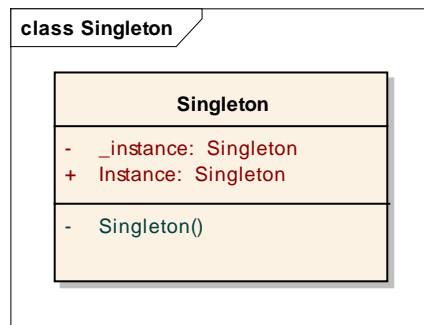 class Singleton
Singleton
- _instance: Singleton
+ Instance: Singleton
- Singleton()